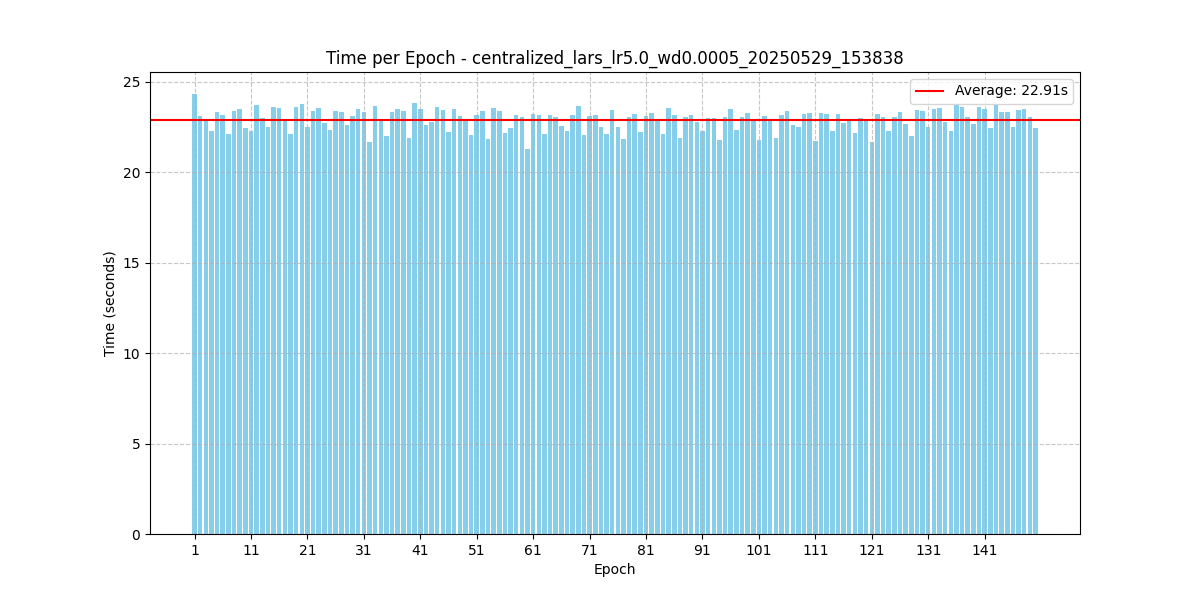 Time per Epoch - centralized_lars_lr5.0_wd0.0005_20250529_153838
Average: 22.91s
25
20
15
10
5
0
Time (seconds)
1 11 21 31 41 51 61 71 81 91 101 111 121 131 141
Epoch